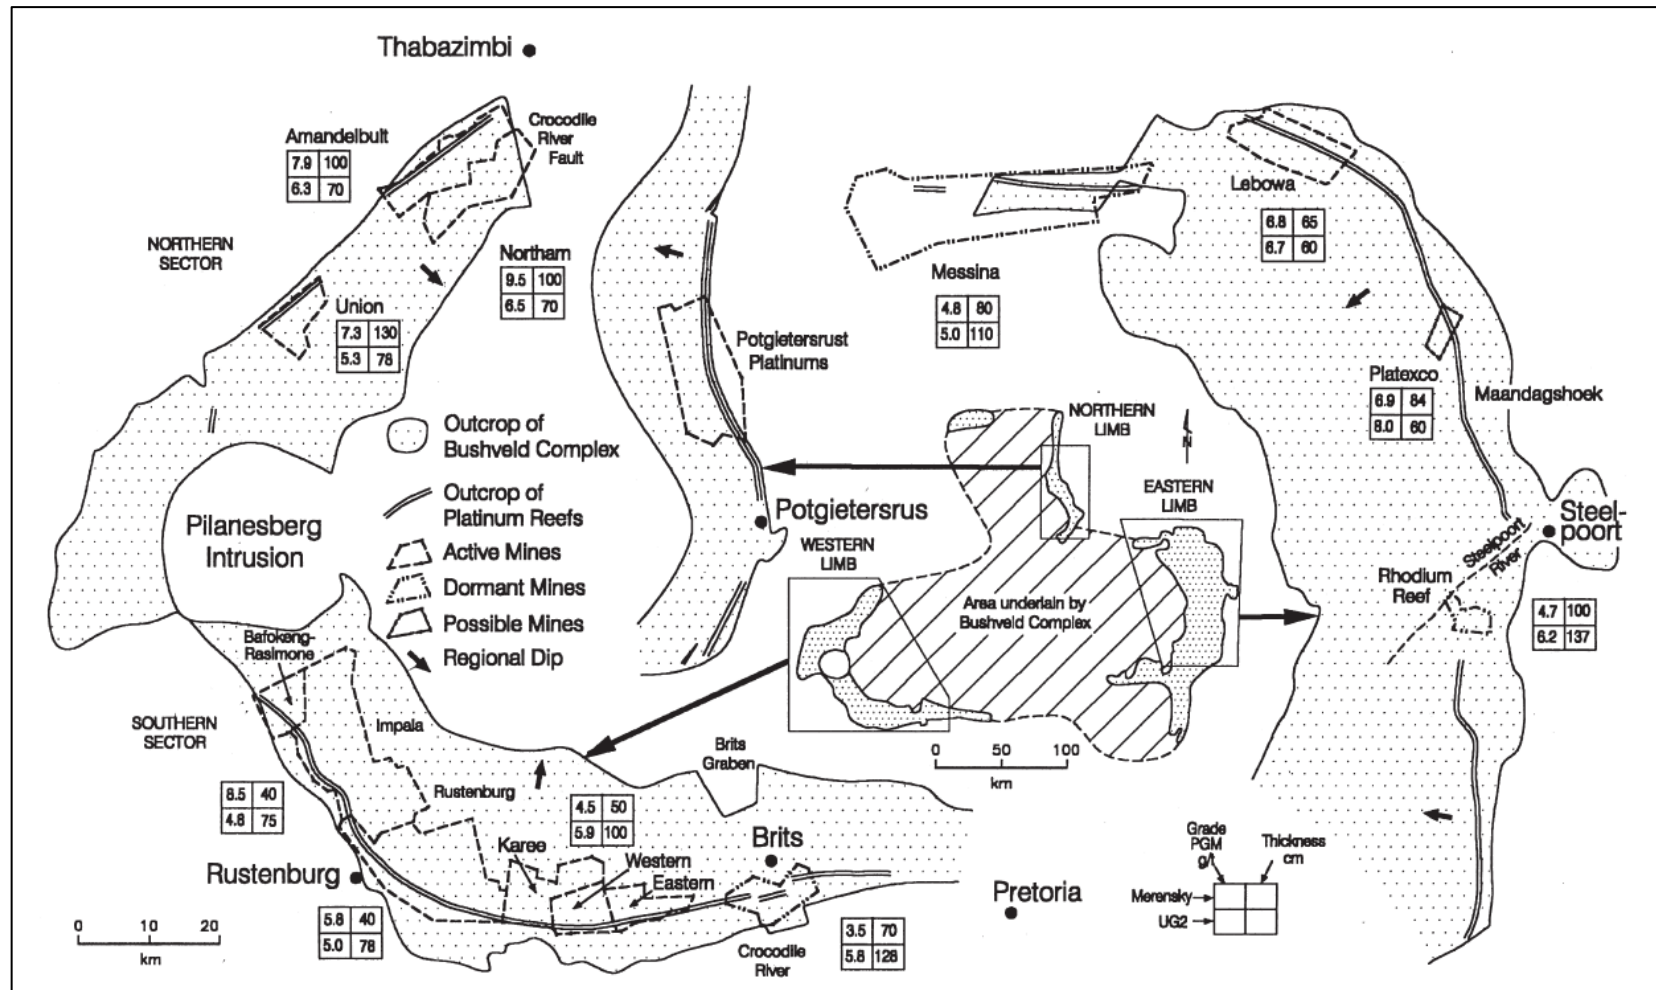 Thabazimbi
Amandelbult
7.9 100
6.3 70
Crocodile
River
Fault
NORTHERN
SECTOR
Northam
9.5 100
6.5 70
Union
7.3 130
5.3 78
Potgietersrust
Platinums
Messina
4.8 80
5.0 110
Lebowa
6.8 65
6.7 60
Platexco
6.9 84
8.0 60
Maandagshoek
Outcrop of
Bushveld Complex
Outcrop of
Platinum Reefs
Active Mines
Dormant Mines
Possible Mines
Regional Dip
Pilanesberg
Intrusion
Potgietersrus
NORTHERN
LIMB
N
EASTERN
LIMB
WESTERN
LIMB
Area underlain by
Bushveld Complex
0 50 100
km
Steel-
poort
Steelpoort
River
Rhodium
Reef
4.7 100
6.2 137
Bafokeng-
Rasimone
SOUTHERN
SECTOR
Impala
Rustenburg
8.5 40
4.8 75
4.5 50
5.9 100
Brits
Graben
Karee
Western
Eastern
Brits
Rustenburg
5.8 40
5.0 78
Crocodile
River
3.5 70
5.8 128
Pretoria
0 10 20
km
Grade
PGM
g/t
Thickness
cm
Merensky
UG2